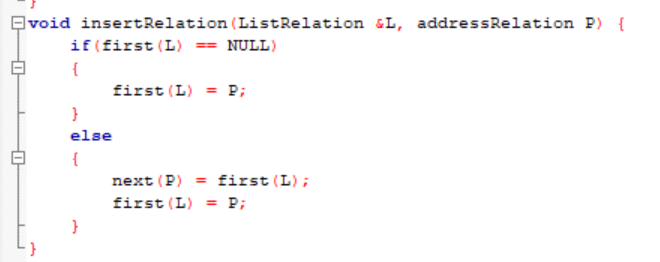 }
void insertRelation(ListRelation &L, addressRelation P) {
    if(first(L) == NULL)
    {
        first(L) = P;
    }
    else
    {
        next(P) = first(L);
        first(L) = P;
    }
}